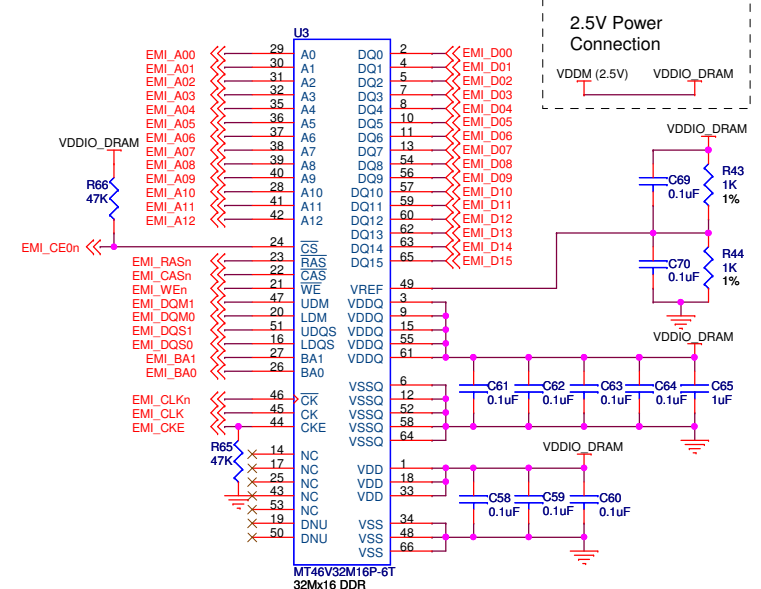 2.5V Power
Connection
VDDM (2.5V) VDDIO_DRAM
U3
EMI_A00 29 A0 DQ0 2 EMI_D00
EMI_A01 30 A1 DQ1 4 EMI_D01
EMI_A02 31 A2 DQ2 5 EMI_D02
EMI_A03 32 A3 DQ3 7 EMI_D03
EMI_A04 35 A4 DQ4 8 EMI_D04
EMI_A05 36 A5 DQ5 10 EMI_D05
EMI_A06 37 A6 DQ6 11 EMI_D06
EMI_A07 38 A7 DQ7 13 EMI_D07
EMI_A08 39 A8 DQ8 54 EMI_D08
EMI_A09 40 A9 DQ9 56 EMI_D09
EMI_A10 28 A10 DQ10 57 EMI_D10
EMI_A11 41 A11 DQ11 59 EMI_D11
EMI_A12 42 A12 DQ12 60 EMI_D12
DQ13 62 EMI_D13
EMI_CE0n 24 CS DQ14 63 EMI_D14
EMI_RASn 23 RAS DQ15 65 EMI_D15
EMI_CASn 22 CAS
EMI_WEn 21 WE VREF 49
EMI_DQM1 47 UDM VDDQ 3
EMI_DQM0 20 LDM VDDQ 9
EMI_DQS1 51 UDQS VDDQ 15
EMI_DQS0 16 LDQS VDDQ 55
EMI_BA1 27 BA1 VDDQ 61
EMI_BA0 26 BA0
VSSQ 6
EMI_CLKn 46 CK VSSQ 12
EMI_CLK 45 CK VSSQ 52
EMI_CKE 44 CKE VSSQ 58
VSSQ 64
14 NC
17 NC VDD 1
25 NC VDD 18
43 NC VDD 33
53 NC
19 DNU VSS 34
50 DNU VSS 48
VSS 66
MT46V32M16P-6T
32Mx16 DDR
VDDIO_DRAM
R66
47K
R65
47K
VDDIO_DRAM
C69
0.1uF
R43
1K
1%
C70
0.1uF
R44
1K
1%
VDDIO_DRAM
C61
0.1uF
C62
0.1uF
C63
0.1uF
C64
0.1uF
C65
1uF
VDDIO_DRAM
C58
0.1uF
C59
0.1uF
C60
0.1uF